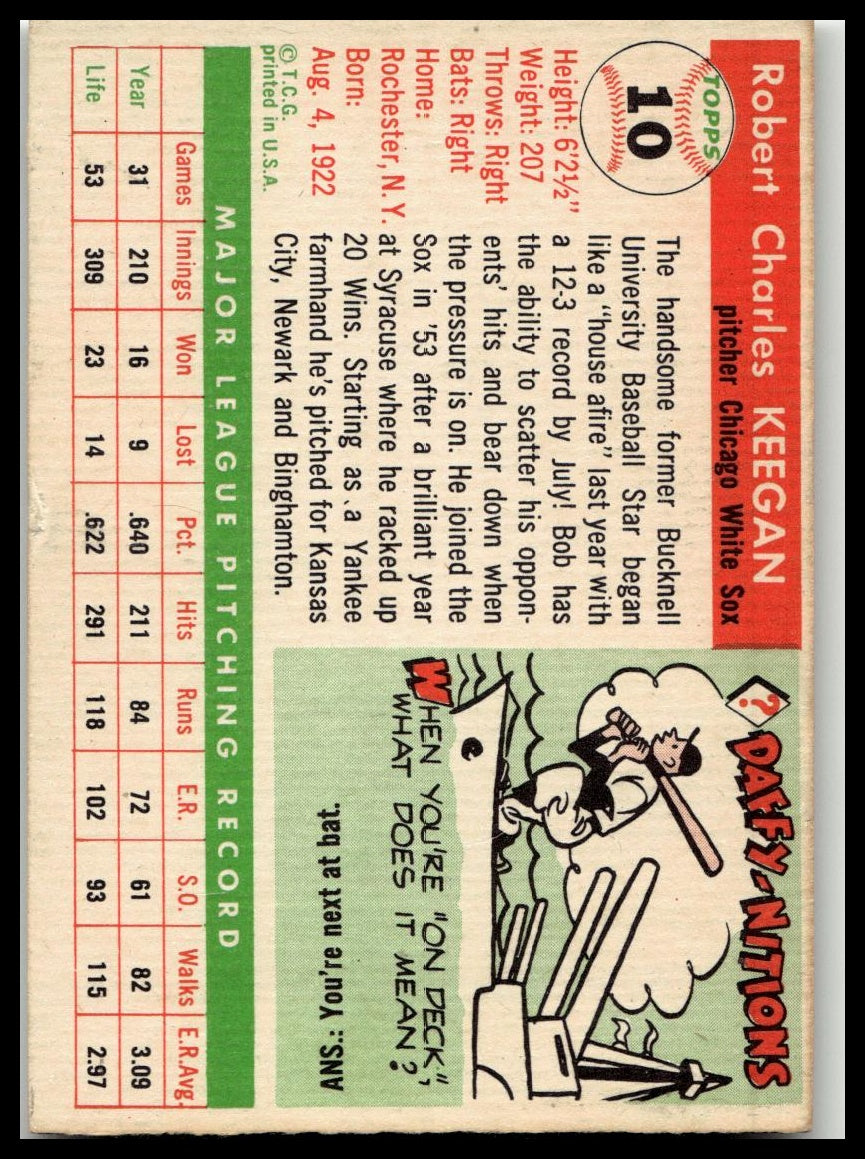 TOPPS
10
Robert Charles KEEGAN
pitcher Chicago White Sox
Height: 6'2½"
Weight: 207
Throws: Right
Bats: Right
Home:
Rochester, N. Y.
Born:
Aug. 4, 1922
© T.C.G.
printed in U.S.A.
The handsome former Bucknell
University Baseball Star began
like a "house afire" last year with
a 12-3 record by July! Bob has
the ability to scatter his oppon-
ents' hits and bear down when
the pressure is on. He joined the
Sox in '53 after a brilliant year
at Syracuse where he racked up
20 Wins. Starting as a Yankee
farmhand he's pitched for Kansas
City, Newark and Binghamton.
? DAFFY-NITIONS
WHEN YOU'RE "ON DECK",
WHAT DOES IT MEAN?
ANS.: You're next at bat.
MAJOR LEAGUE PITCHING RECORD
Games Innings Won Lost Pct. Hits Runs E.R. S.O. Walks E.R.Avg.
Year 31 210 16 9 .640 211 84 72 61 82 3.09
Life 53 309 23 14 .622 291 118 102 93 115 2.97